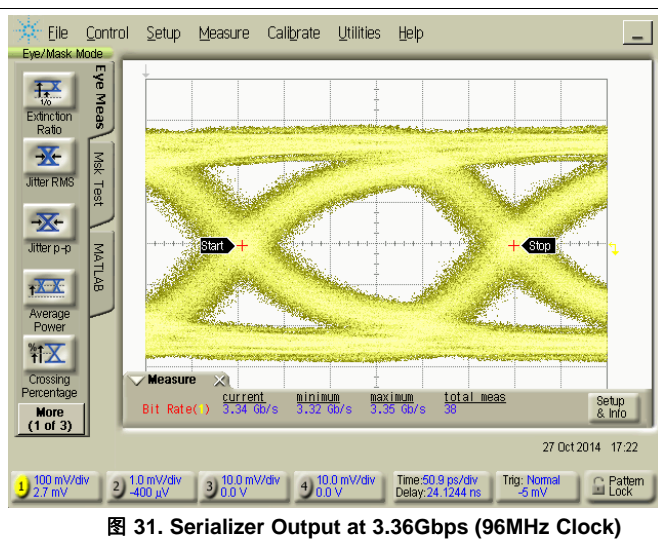 File Control Setup Measure Calibrate Utilities Help
Eye/Mask Mode
Eye Meas
Msk Test
MATLAB
1/0
Extinction
Ratio
Jitter RMS
Jitter p-p
Average
Power
%
Crossing
Percentage
More
(1 of 3)
Start
Stop
Measure
current minimum maximum total meas
Bit Rate(1) 3.34 Gb/s 3.32 Gb/s 3.35 Gb/s 38
Setup
& Info
27 Oct 2014 17:22
1 100 mV/div
2.7 mV
2 1.0 mV/div
-400 µV
3 10.0 mV/div
0.0 V
4 10.0 mV/div
0.0 V
Time:50.9 ps/div
Delay:24.1244 ns
Trig: Normal
-5 mV
Pattern
Lock
图 31. Serializer Output at 3.36Gbps (96MHz Clock)